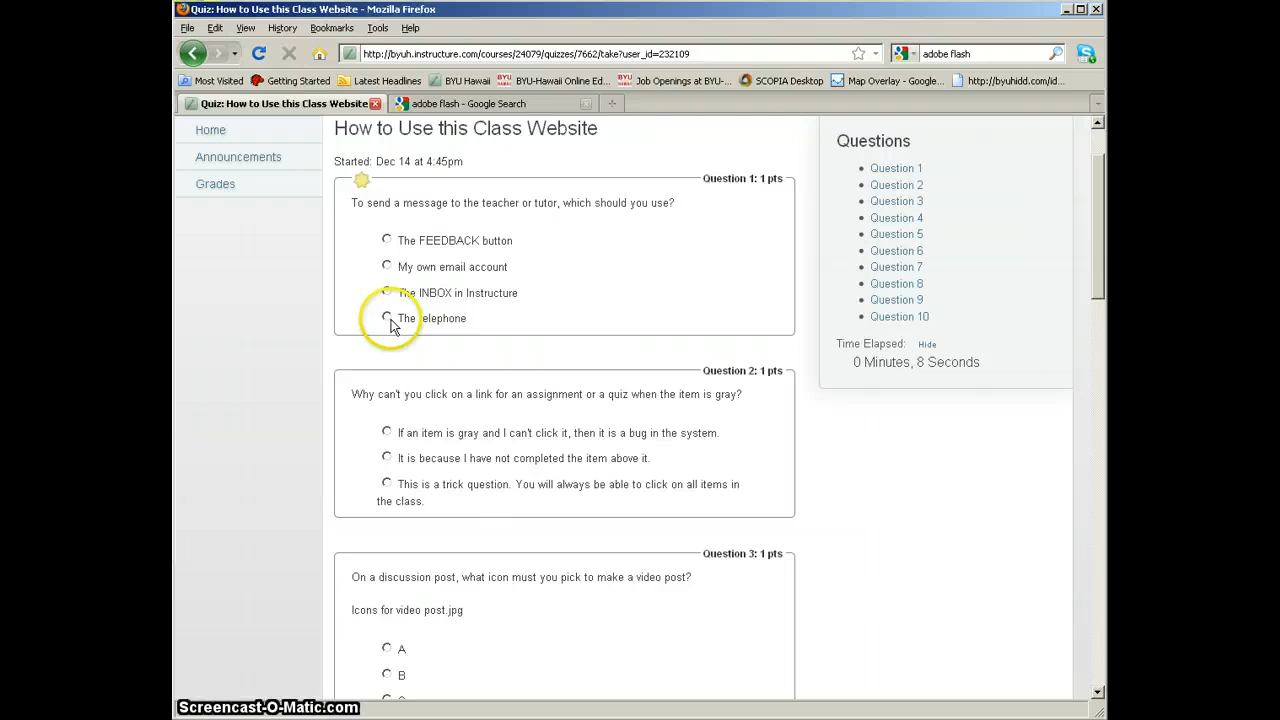 Quiz: How to Use this Class Website - Mozilla Firefox
File Edit View History Bookmarks Tools Help
http://byuh.instructure.com/courses/24079/quizzes/7662/take?user_id=232109
adobe flash
Most Visited Getting Started Latest Headlines BYU Hawaii BYU-Hawaii Online Ed... Job Openings at BYU-... SCOPIA Desktop Map Overlay - Google... http://byuhidd.com/id...
Quiz: How to Use this Class Website adobe flash - Google Search
Home
Announcements
Grades
How to Use this Class Website
Started: Dec 14 at 4:45pm
Question 1: 1 pts
To send a message to the teacher or tutor, which should you use?
The FEEDBACK button
My own email account
The INBOX in Instructure
The telephone
Question 2: 1 pts
Why can't you click on a link for an assignment or a quiz when the item is gray?
If an item is gray and I can't click it, then it is a bug in the system.
It is because I have not completed the item above it.
This is a trick question. You will always be able to click on all items in
the class.
Question 3: 1 pts
On a discussion post, what icon must you pick to make a video post?
Icons for video post.jpg
A
B
Questions
Question 1
Question 2
Question 3
Question 4
Question 5
Question 6
Question 7
Question 8
Question 9
Question 10
Time Elapsed: Hide
0 Minutes, 8 Seconds
Screencast-O-Matic.com